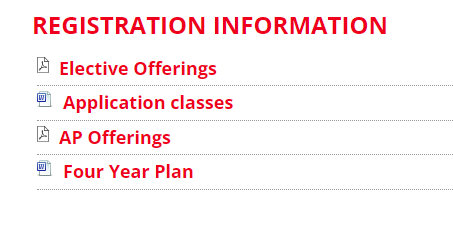 REGISTRATION INFORMATION
Elective Offerings
Application classes
AP Offerings
Four Year Plan